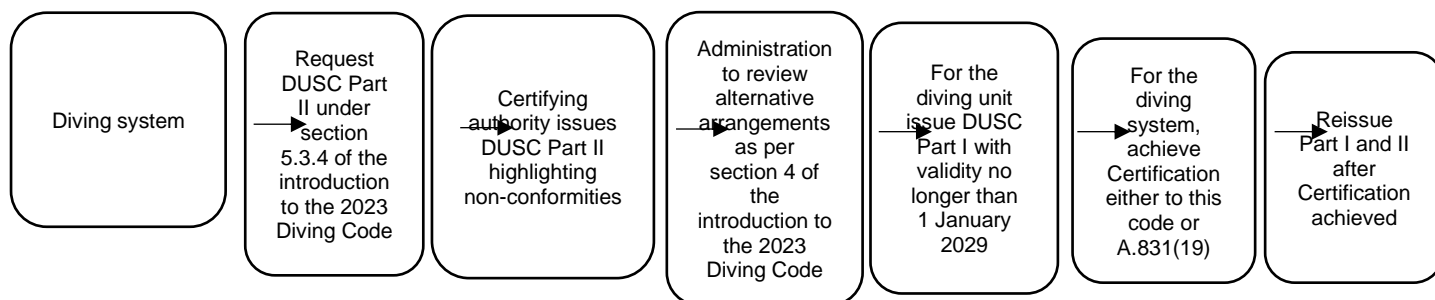 Diving system
Request
DUSC Part
II under
section
5.3.4 of the
introduction
to the 2023
Diving Code
Certifying
authority issues
DUSC Part II
highlighting
non-conformities
Administration
to review
alternative
arrangements
as per
section 4 of
the
introduction to
the 2023
Diving Code
For the
diving unit
issue DUSC
Part I with
validity no
longer than
1 January
2029
For the
diving
system,
achieve
Certification
either to this
code or
A.831(19)
Reissue
Part I and II
after
Certification
achieved